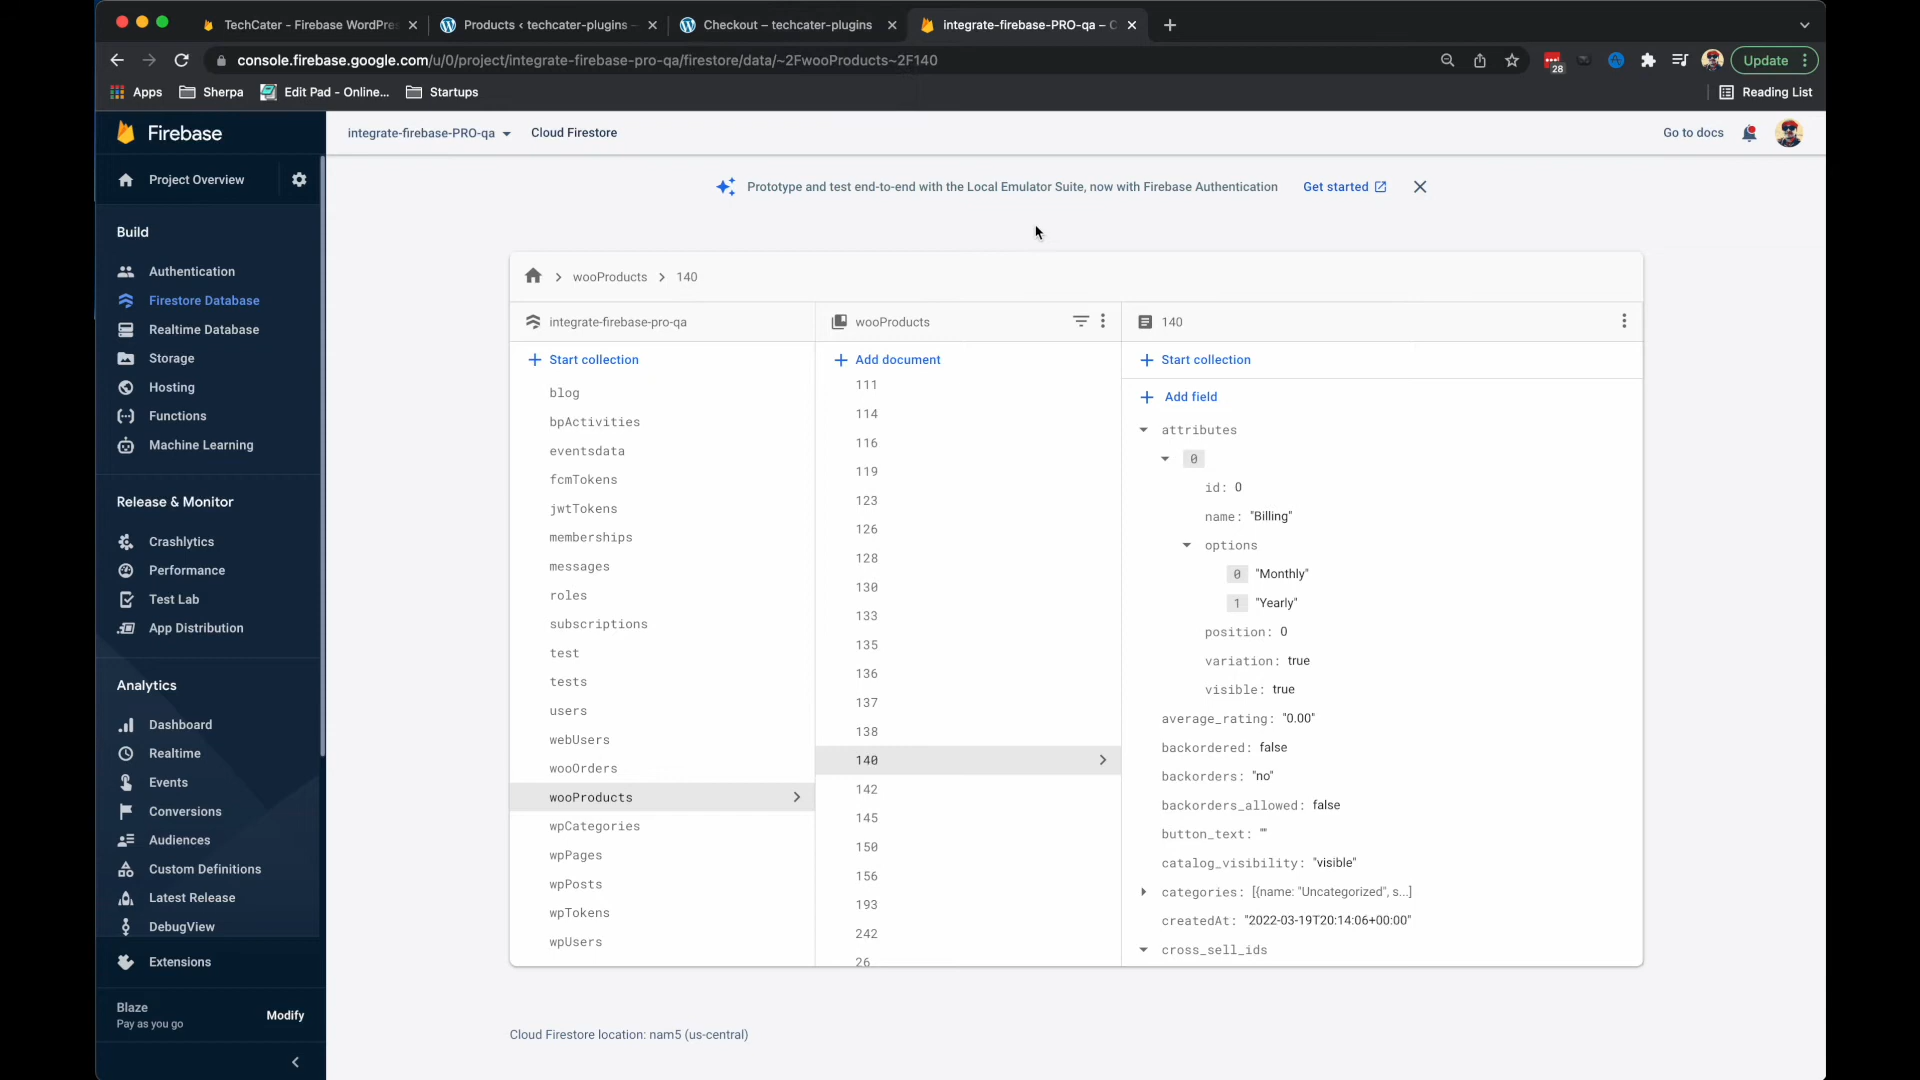 TechCater - Firebase WordPres
Products ‹ techcater-plugins –
Checkout – techcater-plugins
integrate-firebase-PRO-qa – C
console.firebase.google.com/u/0/project/integrate-firebase-pro-qa/firestore/data/~2FwooProducts~2F140
28
Update
Apps
Sherpa
Edit Pad - Online...
Startups
Reading List
Firebase
integrate-firebase-PRO-qa
Cloud Firestore
Go to docs
Project Overview
Prototype and test end-to-end with the Local Emulator Suite, now with Firebase Authentication
Get started
Build
Authentication
Firestore Database
Realtime Database
Storage
Hosting
Functions
Machine Learning
Release & Monitor
Crashlytics
Performance
Test Lab
App Distribution
Analytics
Dashboard
Realtime
Events
Conversions
Audiences
Custom Definitions
Latest Release
DebugView
Extensions
Blaze
Pay as you go
Modify
wooProducts
140
integrate-firebase-pro-qa
Start collection
blog
bpActivities
eventsdata
fcmTokens
jwtTokens
memberships
messages
roles
subscriptions
test
tests
users
webUsers
wooOrders
wooProducts
wpCategories
wpPages
wpPosts
wpTokens
wpUsers
wooProducts
Add document
111
114
116
119
123
126
128
130
133
135
136
137
138
140
142
145
150
156
193
242
26
140
Start collection
Add field
attributes
0
id: 0
name: "Billing"
options
0 "Monthly"
1 "Yearly"
position: 0
variation: true
visible: true
average_rating: "0.00"
backordered: false
backorders: "no"
backorders_allowed: false
button_text: ""
catalog_visibility: "visible"
categories: [{name: "Uncategorized", s...]
createdAt: "2022-03-19T20:14:06+00:00"
cross_sell_ids
Cloud Firestore location: nam5 (us-central)